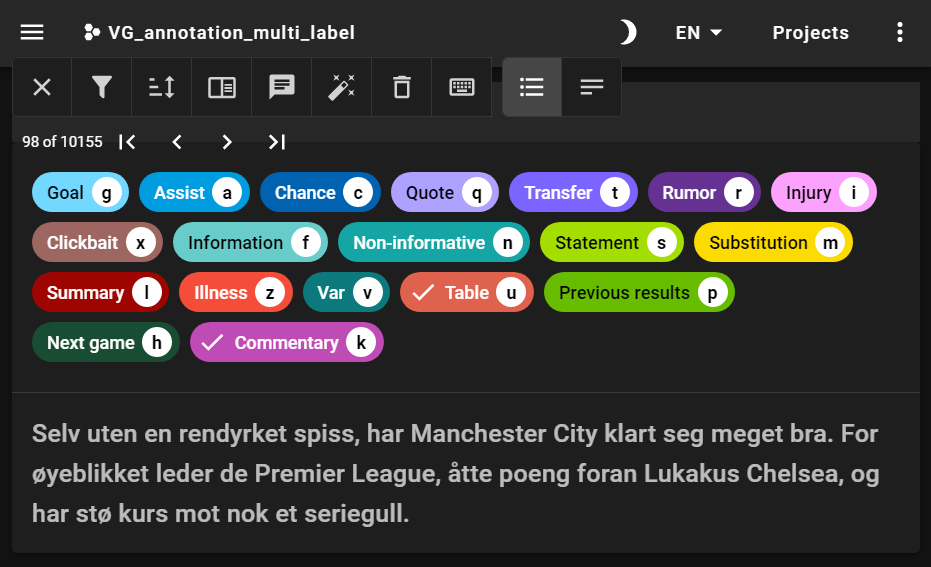 VG_annotation_multi_label EN Projects
98 of 10155
Goal g Assist a Chance c Quote q Transfer t Rumor r Injury i
Clickbait x Information f Non-informative n Statement s Substitution m
Summary l Illness z Var v Table u Previous results p
Next game h Commentary k
Selv uten en rendyrket spiss, har Manchester City klart seg meget bra. For
øyeblikket leder de Premier League, åtte poeng foran Lukakus Chelsea, og
har stø kurs mot nok et seriegull.